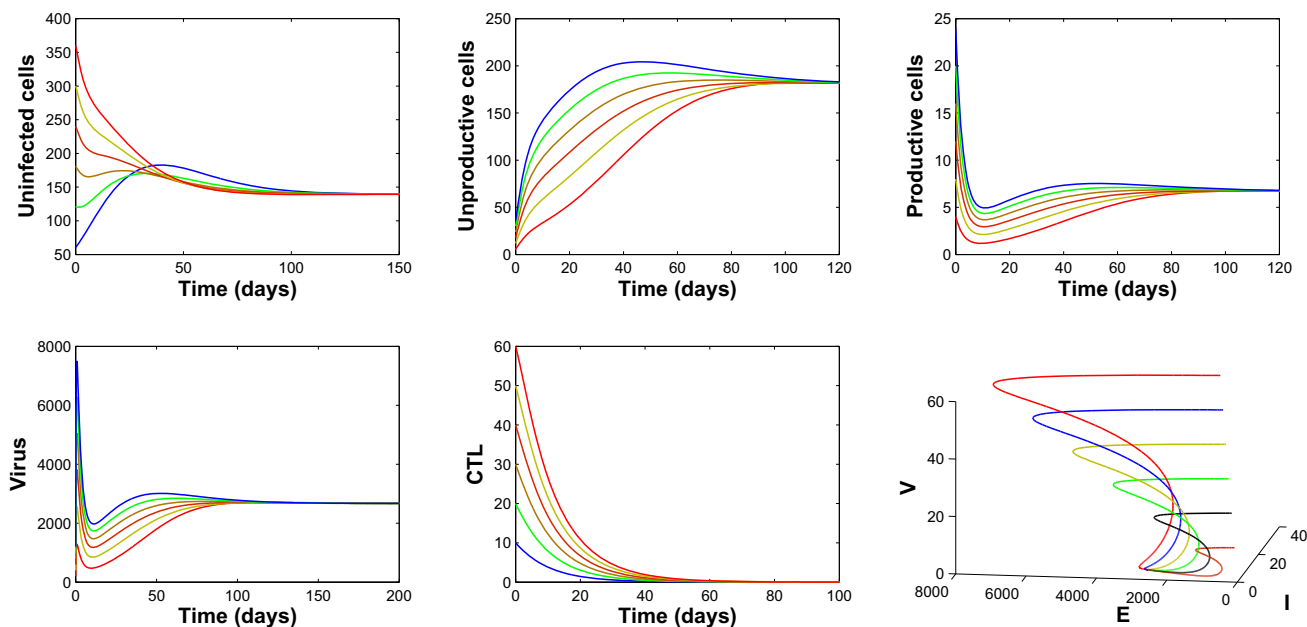 400
350
300
250
200
150
100
50
0 50 100 150
Uninfected cells
Time (days)
250
200
150
100
50
0
0 20 40 60 80 100 120
Unproductive cells
Time (days)
25
20
15
10
5
0
0 20 40 60 80 100 120
Productive cells
Time (days)
8000
6000
4000
2000
0
0 50 100 150 200
Virus
Time (days)
60
50
40
30
20
10
0
0 20 40 60 80 100
CTL
Time (days)
60
40
20
0
V
8000 6000 4000 2000 0
E
0 20 40
I